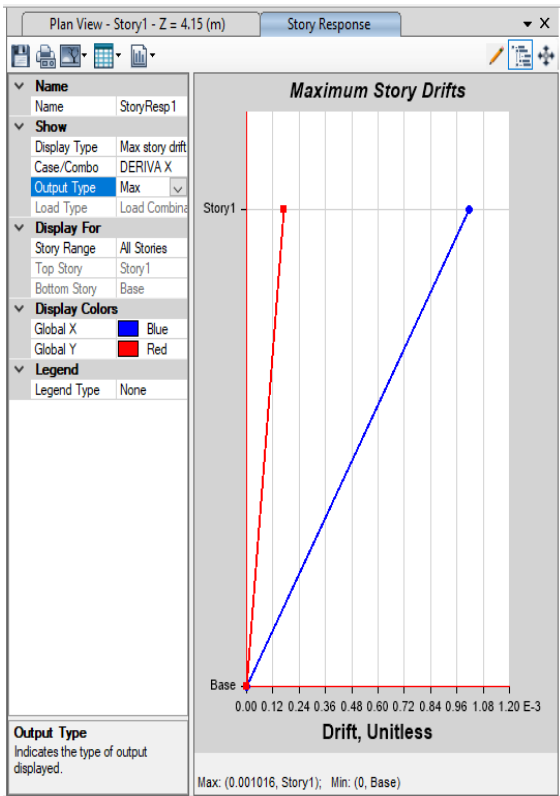 Plan View - Story1 - Z = 4.15 (m)
Story Response
Name
Name StoryResp1
Show
Display Type Max story drift
Case/Combo DERIVA X
Output Type Max
Load Type Load Combina
Display For
Story Range All Stories
Top Story Story1
Bottom Story Base
Display Colors
Global X Blue
Global Y Red
Legend
Legend Type None
Output Type
Indicates the type of output
displayed.
Maximum Story Drifts
Story1
Base
0.00 0.12 0.24 0.36 0.48 0.60 0.72 0.84 0.96 1.08 1.20 E-3
Drift, Unitless
Max: (0.001016, Story1); Min: (0, Base)